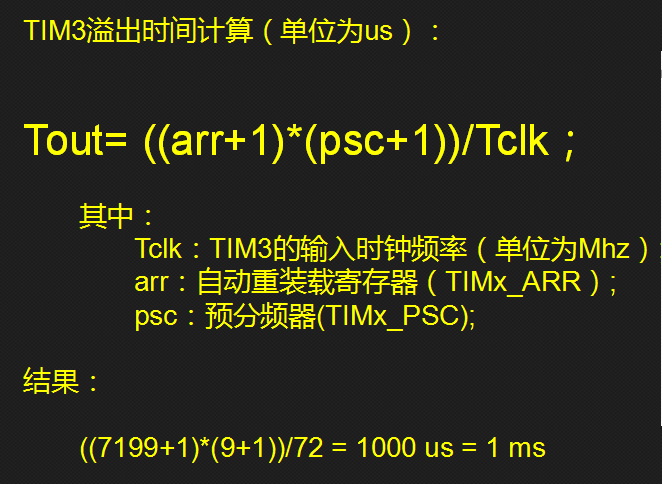 TIM3溢出时间计算（单位为us）：
Tout= ((arr+1)*(psc+1))/Tclk；
其中：
Tclk：TIM3的输入时钟频率（单位为Mhz）;
arr：自动重装载寄存器（TIMx_ARR）;
psc：预分频器(TIMx_PSC);
结果：
((7199+1)*(9+1))/72 = 1000 us = 1 ms